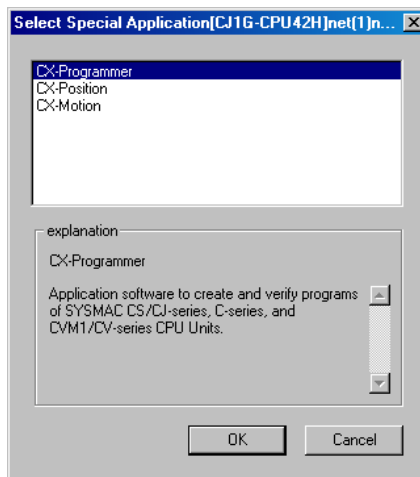 Select Special Application[CJ1G-CPU42H]net(1)n...
CX-Programmer
CX-Position
CX-Motion
explanation
CX-Programmer
Application software to create and verify programs
of SYSMAC CS/CJ-series, C-series, and
CVM1/CV-series CPU Units.
OK
Cancel